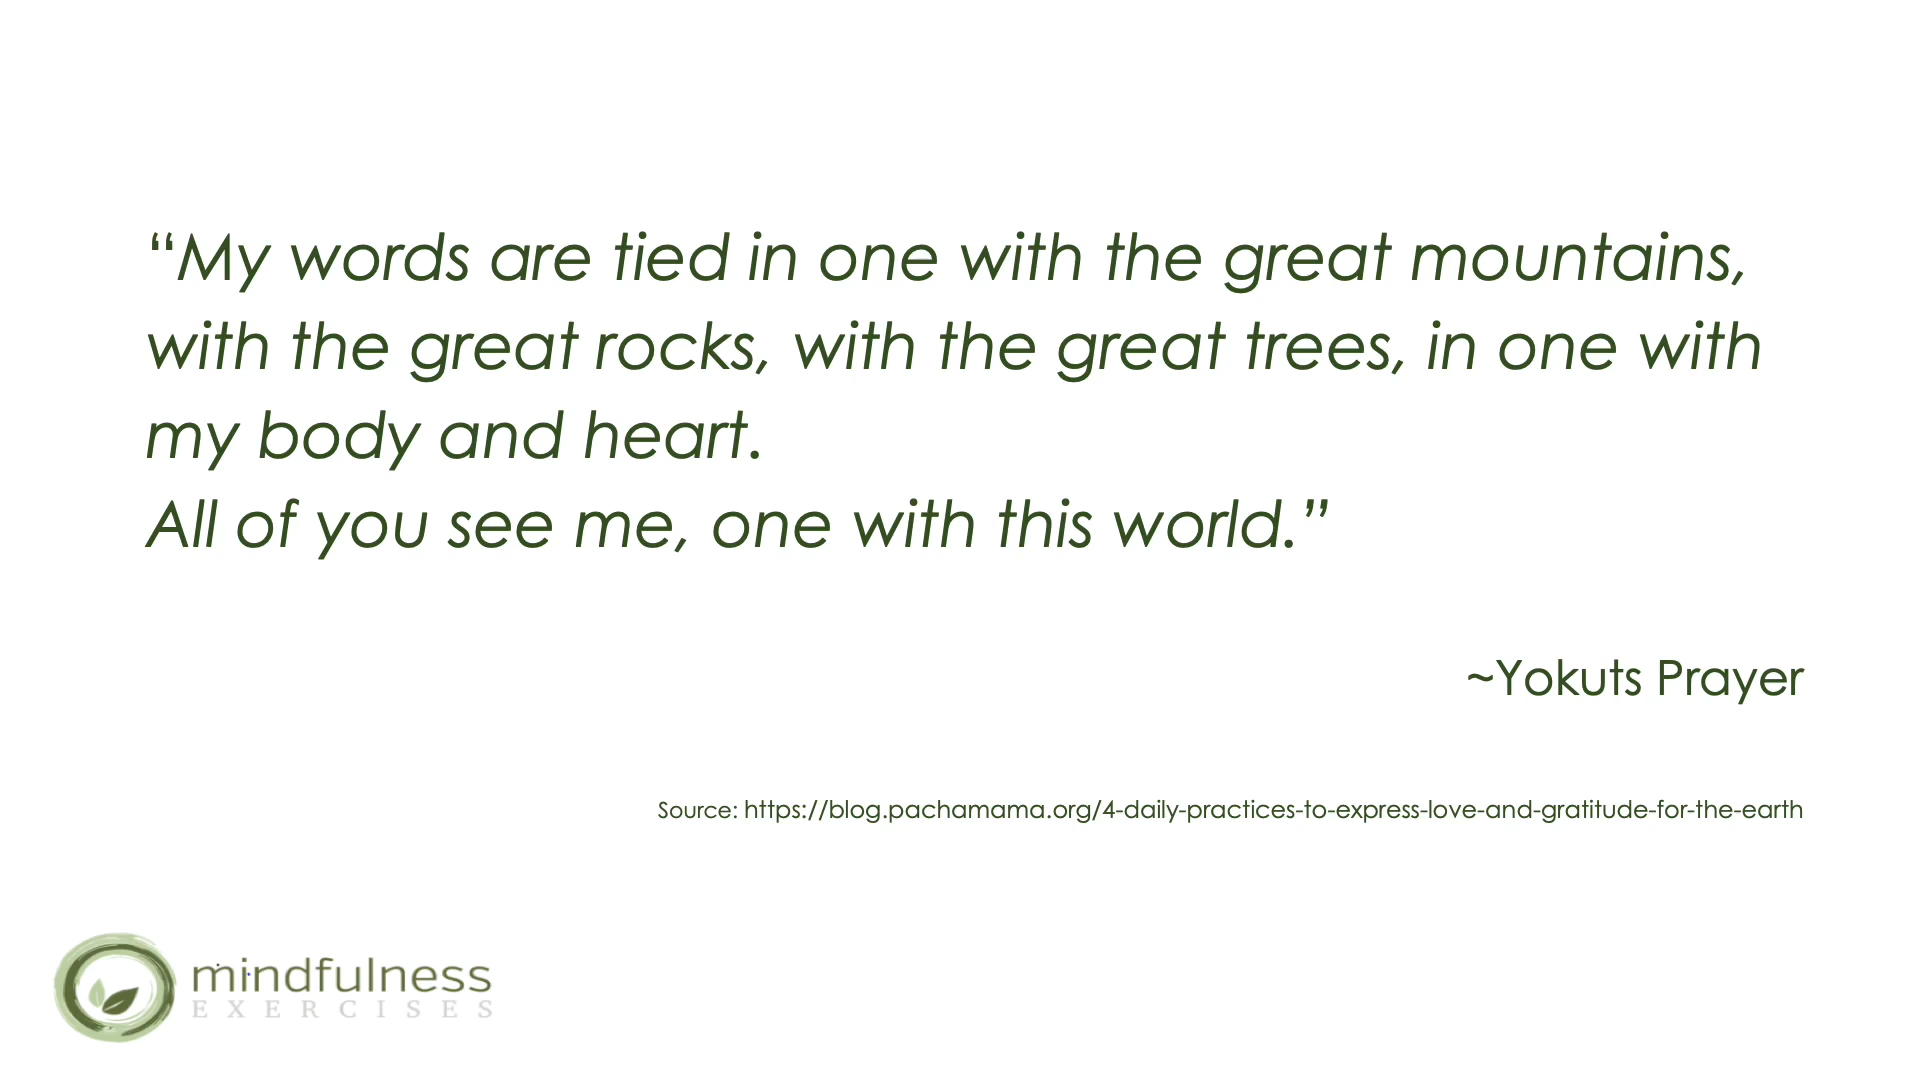 “My words are tied in one with the great mountains,
with the great rocks, with the great trees, in one with
my body and heart.
All of you see me, one with this world.”
~Yokuts Prayer
Source: https://blog.pachamama.org/4-daily-practices-to-express-love-and-gratitude-for-the-earth
mindfulness
EXERCISES